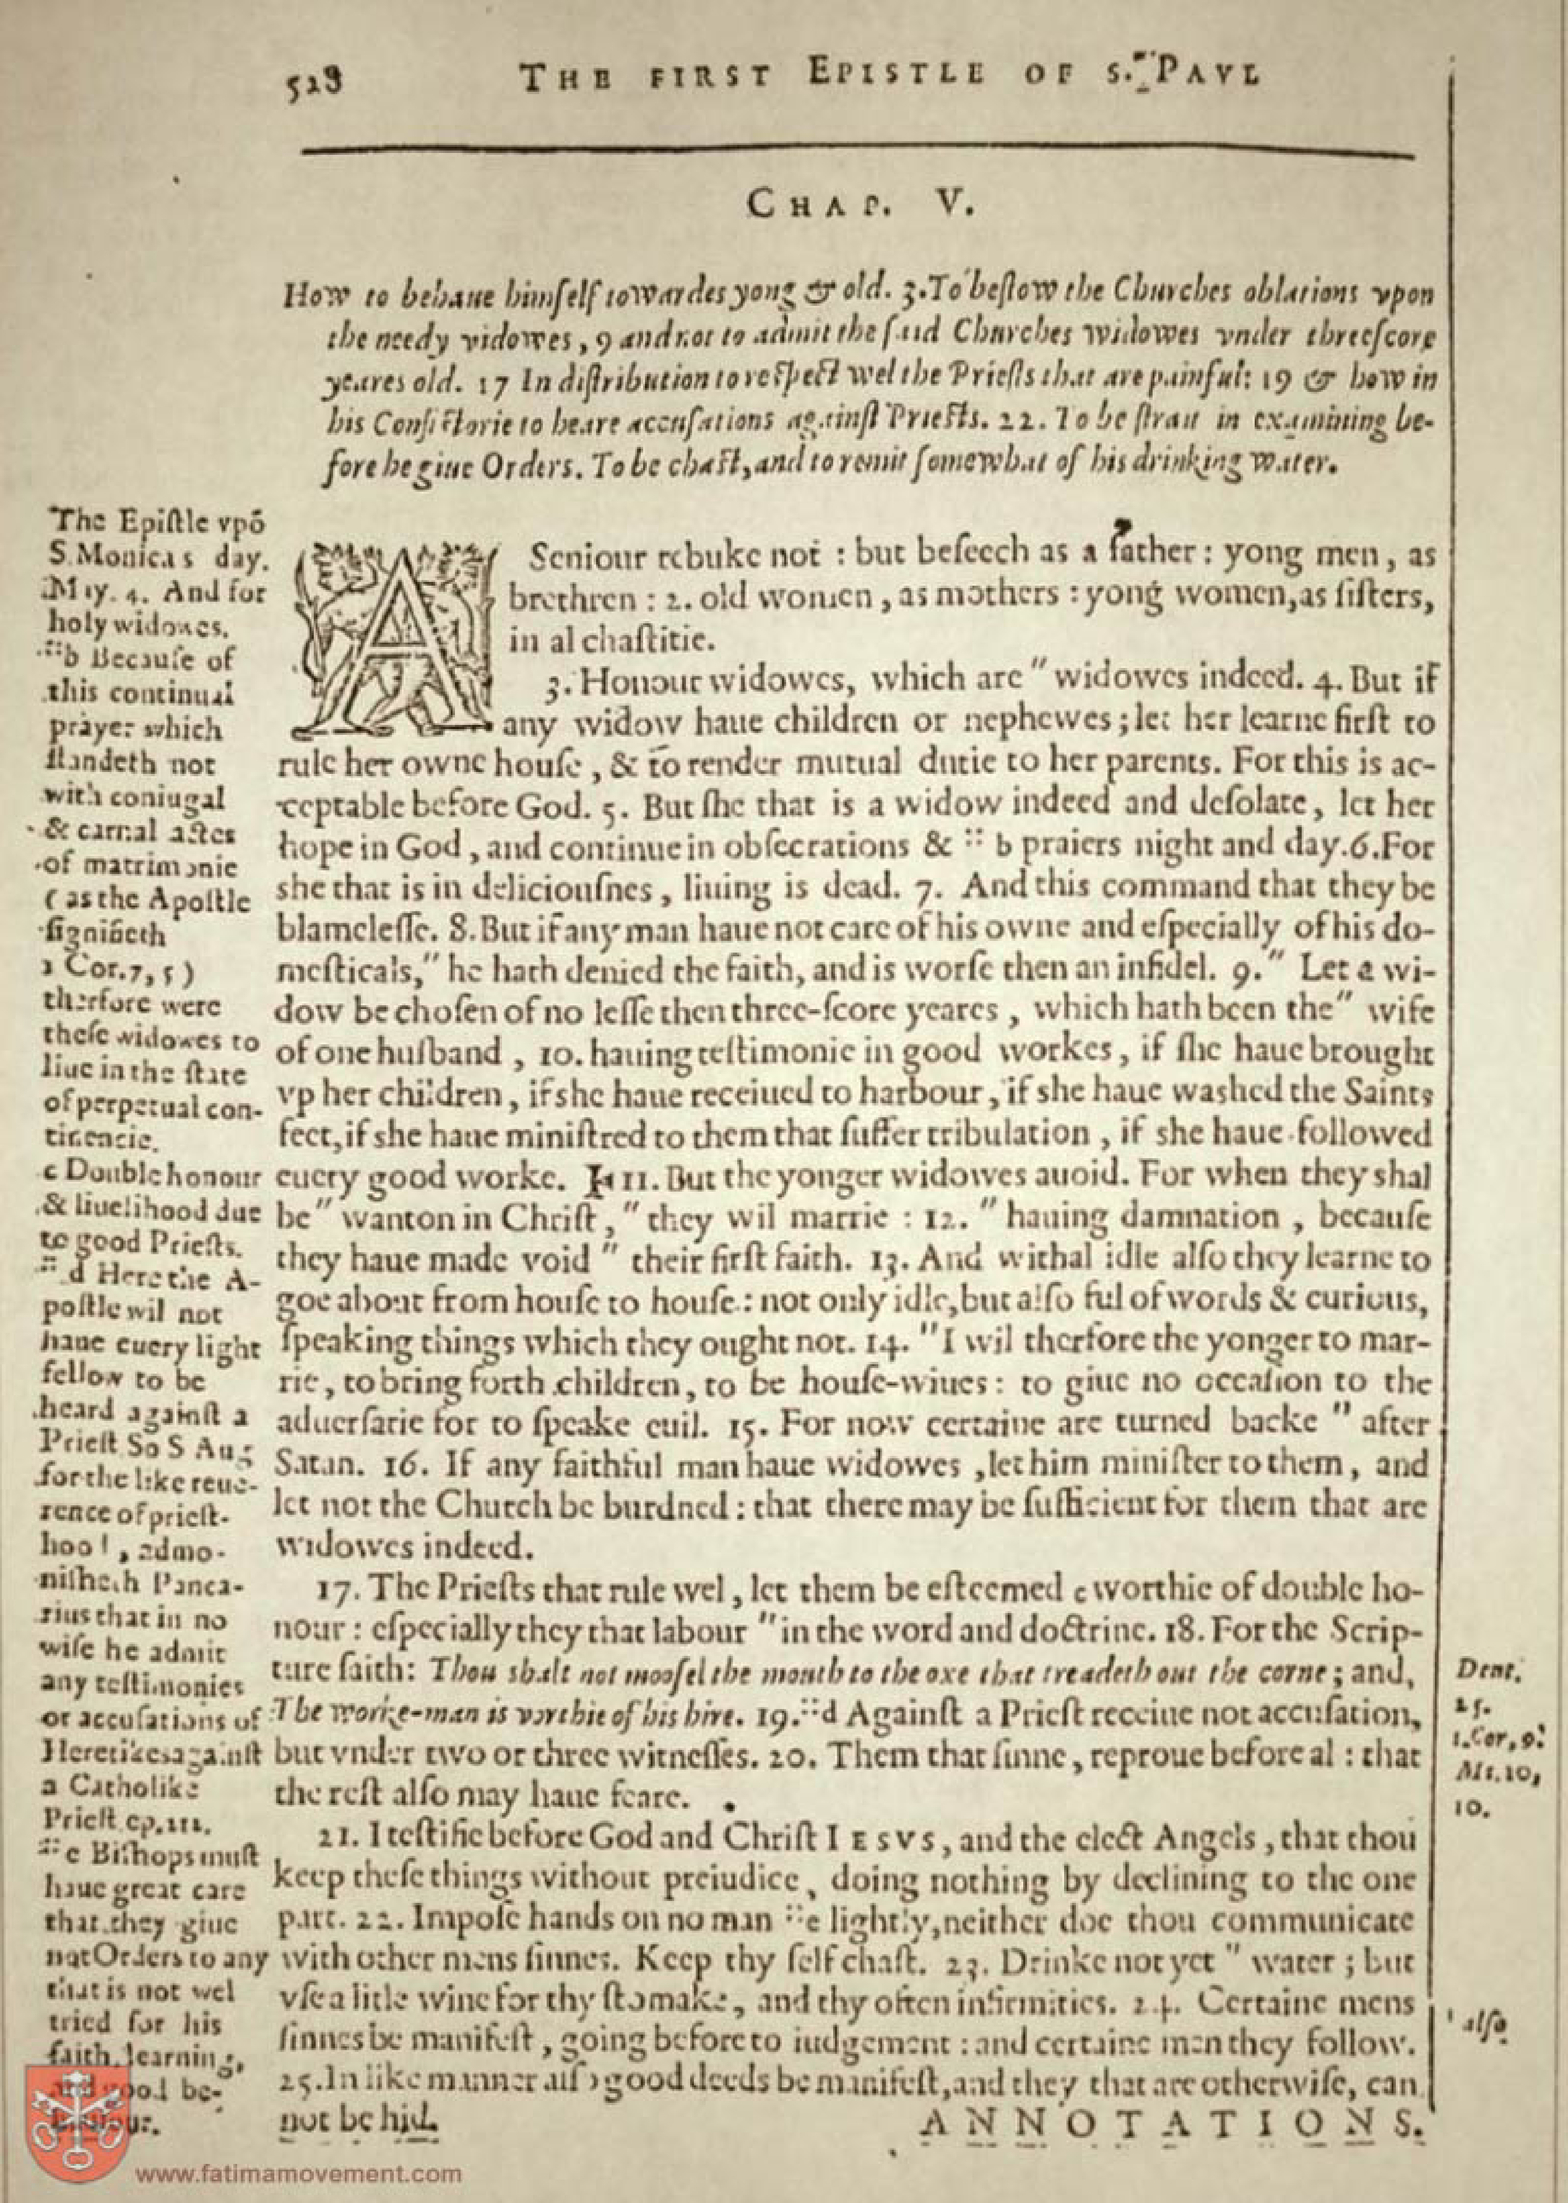 528 THE FIRST EPISTLE OF S. PAVL
CHAP. V.
How to behaue himſelf towardes yong & old. 3. To beſtow the Churches oblations vpon
the needy vidowes, 9 and not to admit the ſaid Churches widowes vnder threeſcore
yeares old. 17 In diſtribution to reſpect wel the Prieſts that are painful: 19 & how in
his Conſiſtorie to heare accuſations againſt Prieſts. 22. To be ſtrait in examining be-
fore he giue Orders. To be chaſt, and to remit ſomewhat of his drinking water.
The Epiſtle vpō
S. Monicas day.
May. 4. And for
holy widowes.
:: b Becauſe of
this continual
prayer which
ſtandeth not
with coniugal
& carnal actes
of matrimonie
( as the Apoſtle
ſignifieth
1 Cor. 7, 5 )
therfore were
theſe widowes to
liue in the ſtate
of perpetual con-
tinencie.
c Double honour
& liuelihood due
to good Prieſts.
:: d Here the A-
poſtle wil not
haue euery light
fellow to be
heard againſt a
Prieſt So S Aug
for the like reue-
rence of prieſt-
hood, admo-
niſheth Panca-
rius that in no
wiſe he admit
any teſtimonies
or accuſations of
Heretikes againſt
a Catholike
Prieſt ep.
:: e Biſhops muſt
haue great care
that they giue
not Orders to any
that is not wel
tried for his
faith, learning,
and good be-
hauiour.
A Seniour rebuke not : but beſeech as a father : yong men, as
brethren : 2. old women, as mothers : yong women, as ſiſters,
in al chaſtitie.
3. Honour widowes, which are " widowes indeed. 4. But if
any widow haue children or nephewes; let her learne firſt to
rule her owne houſe, & to render mutual dutie to her parents. For this is ac-
ceptable before God. 5. But ſhe that is a widow indeed and deſolate, let her
hope in God, and continue in obſecrations & :: b praiers night and day. 6. For
she that is in deliciouſnes, liuing is dead. 7. And this command that they be
blameleſſe. 8. But if any man haue not care of his owne and eſpecially of his do-
meſticals, " he hath denied the faith, and is worſe then an infidel. 9. " Let a wi-
dow be choſen of no leſſe then three-ſcore yeares, which hath been the " wife
of one huſband, 10. hauing teſtimonie in good workes, if ſhe haue brought
vp her children, if she haue receiued to harbour, if she haue washed the Saints
feet, if she haue miniſtred to them that ſuffer tribulation, if she haue followed
euery good worke. 11. But the yonger widowes auoid. For when they shal
be " wanton in Chriſt, " they wil marrie : 12. " hauing damnation, becauſe
they haue made void " their firſt faith. 13. And withal idle alſo they learne to
goe about from houſe to houſe : not only idle, but alſo ful of words & curious,
ſpeaking things which they ought not. 14. "I wil therfore the yonger to mar-
rie, to bring forth children, to be houſe-wiues : to giue no occaſion to the
aduerſarie for to ſpeake euil. 15. For now certaine are turned backe " after
Satan. 16. If any faithful man haue widowes, let him miniſter to them, and
let not the Church be burdned : that there may be ſufficient for them that are
widowes indeed.
17. The Prieſts that rule wel, let them be eſteemed c worthie of double ho-
nour : eſpecially they that labour "in the word and doctrine. 18. For the Scrip-
ture ſaith: Thou shalt not mooſel the mouth to the oxe that treadeth out the corne; and,
The worke-man is vvorthie of his hire. 19. :: d Againſt a Prieſt receiue not accuſation,
but vnder two or three witneſſes. 20. Them that ſinne, reproue before al : that
the reſt alſo may haue feare.
21. I teſtifie before God and Chriſt IESVS, and the elect Angels, that thou
keep theſe things without preiudice, doing nothing by declining to the one
part. 22. Impoſe hands on no man :: e lightly, neither doe thou communicate
with other mens ſinnes. Keep thy ſelf chaſt. 23. Drinke not yet " water ; but
vſe a litle wine for thy ſtomake, and thy often infirmities. 24. Certaine mens
ſinnes be manifeſt, going before to iudgement : and certaine men they follow.
25. In like manner alſo good deeds be manifeſt, and they that are otherwiſe, can
not be hid.
Deut.
25.
1. Cor, 9.
Mt. 10,
10.
' alſo
ANNOTATIONS.
www.fatimamovement.com